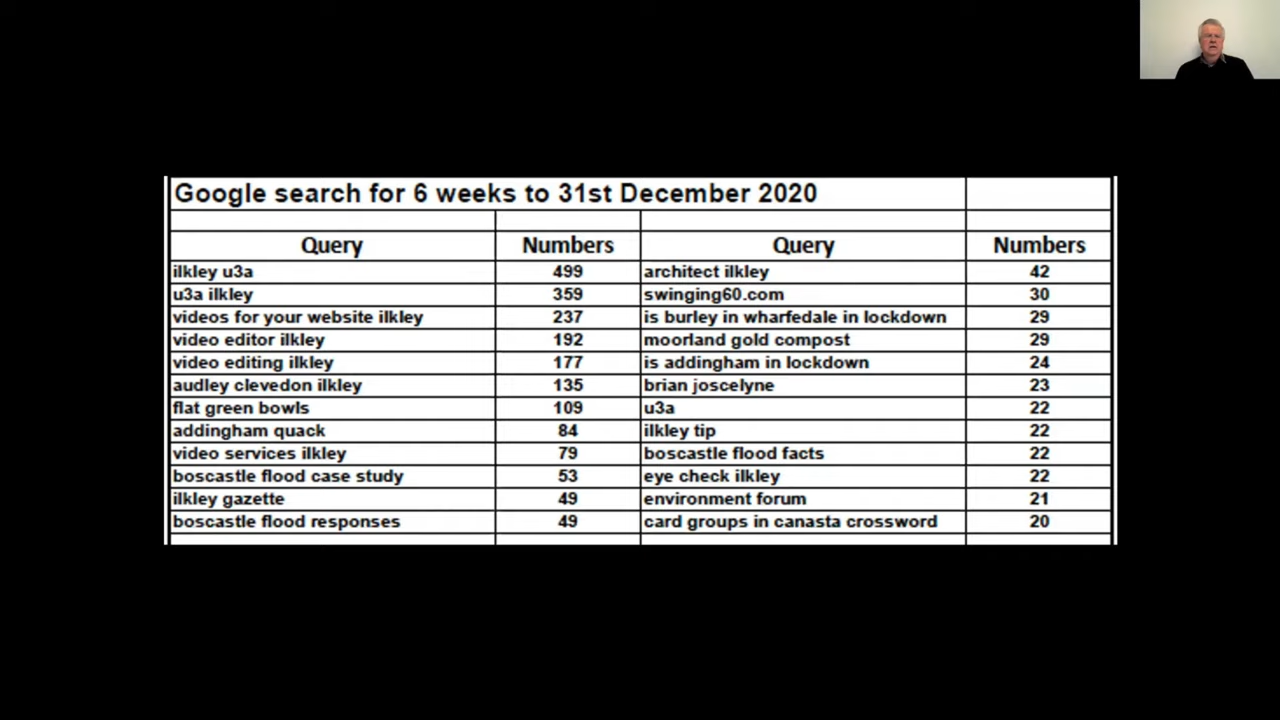 Google search for 6 weeks to 31st December 2020
Query Numbers Query Numbers
ilkley u3a 499 architect ilkley 42
u3a ilkley 359 swinging60.com 30
videos for your website ilkley 237 is burley in wharfedale in lockdown 29
video editor ilkley 192 moorland gold compost 29
video editing ilkley 177 is addingham in lockdown 24
audley clevedon ilkley 135 brian joscelyne 23
flat green bowls 109 u3a 22
addingham quack 84 ilkley tip 22
video services ilkley 79 boscastle flood facts 22
boscastle flood case study 53 eye check ilkley 22
ilkley gazette 49 environment forum 21
boscastle flood responses 49 card groups in canasta crossword 20